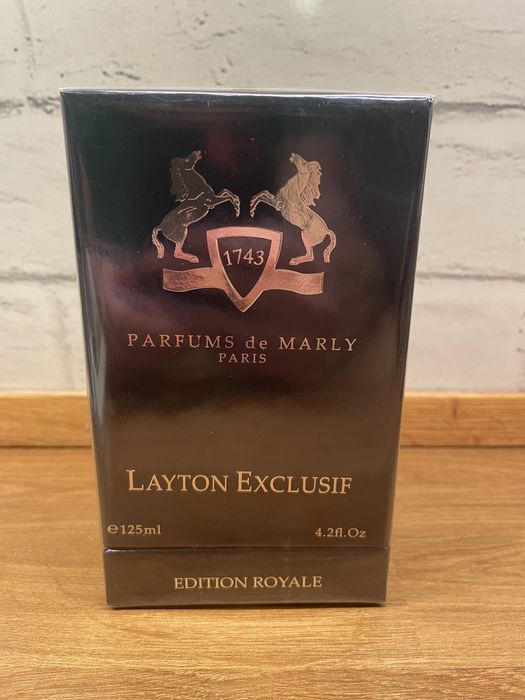 1743
PARFUMS de MARLY
PARIS
LAYTON EXCLUSIF
℮125ml 4.2fl.Oz
EDITION ROYALE